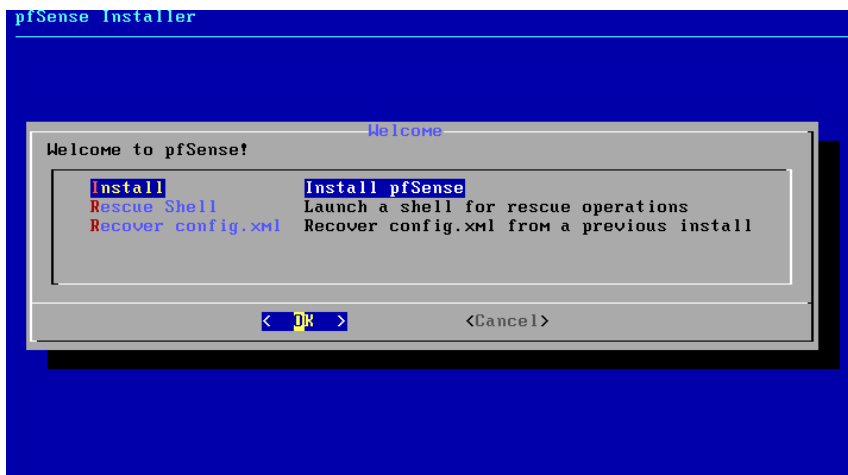 pfSense Installer
Welcome
Welcome to pfSense!
Install Install pfSense
Rescue Shell Launch a shell for rescue operations
Recover config.xml Recover config.xml from a previous install
< OK > <Cancel>